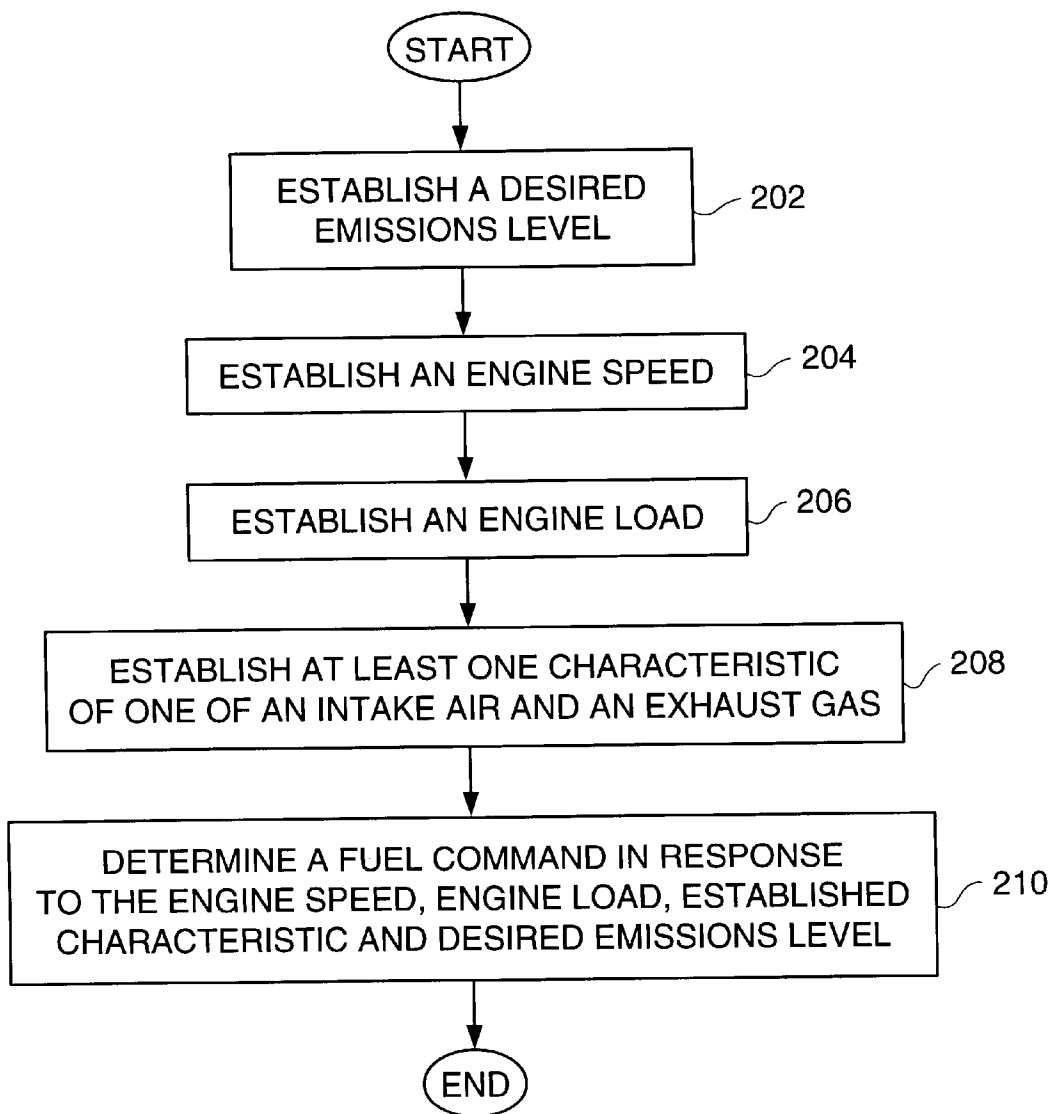 START
ESTABLISH A DESIRED
EMISSIONS LEVEL
202
ESTABLISH AN ENGINE SPEED
204
ESTABLISH AN ENGINE LOAD
206
ESTABLISH AT LEAST ONE CHARACTERISTIC
OF ONE OF AN INTAKE AIR AND AN EXHAUST GAS
208
DETERMINE A FUEL COMMAND IN RESPONSE
TO THE ENGINE SPEED, ENGINE LOAD, ESTABLISHED
CHARACTERISTIC AND DESIRED EMISSIONS LEVEL
210
END